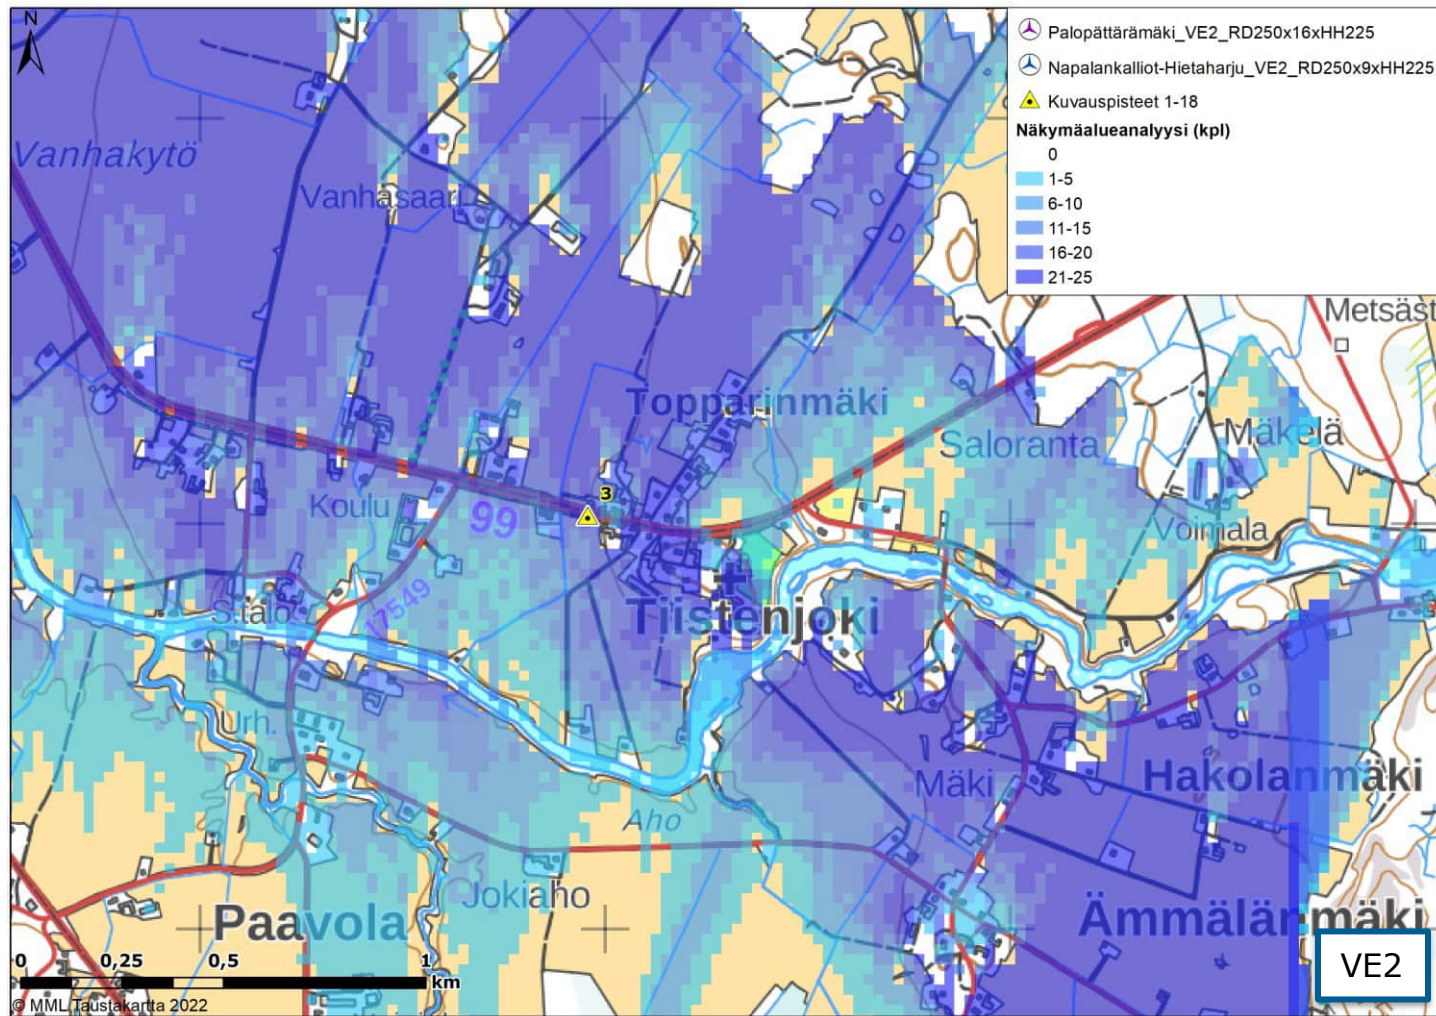 N
Palopättärämäki_VE2_RD250x16xHH225
Napalankalliot-Hietaharju_VE2_RD250x9xHH225
Kuvauspisteet 1-18
Näkymäalueanalyysi (kpl)
0
1-5
6-10
11-15
16-20
21-25
Vanhakytö
Vanhasaari
Metsäst
Topparinmäki
Saloranta
Mäkelä
Koulu
99
3
Voimala
17549
S.talo
Tiistenjoki
Urh.
Mäki
Hakolanmäki
Aho
Jokiaho
Paavola
Ämmälänmäki
0 0,25 0,5 1
km
VE2
© MML Taustakartta 2022